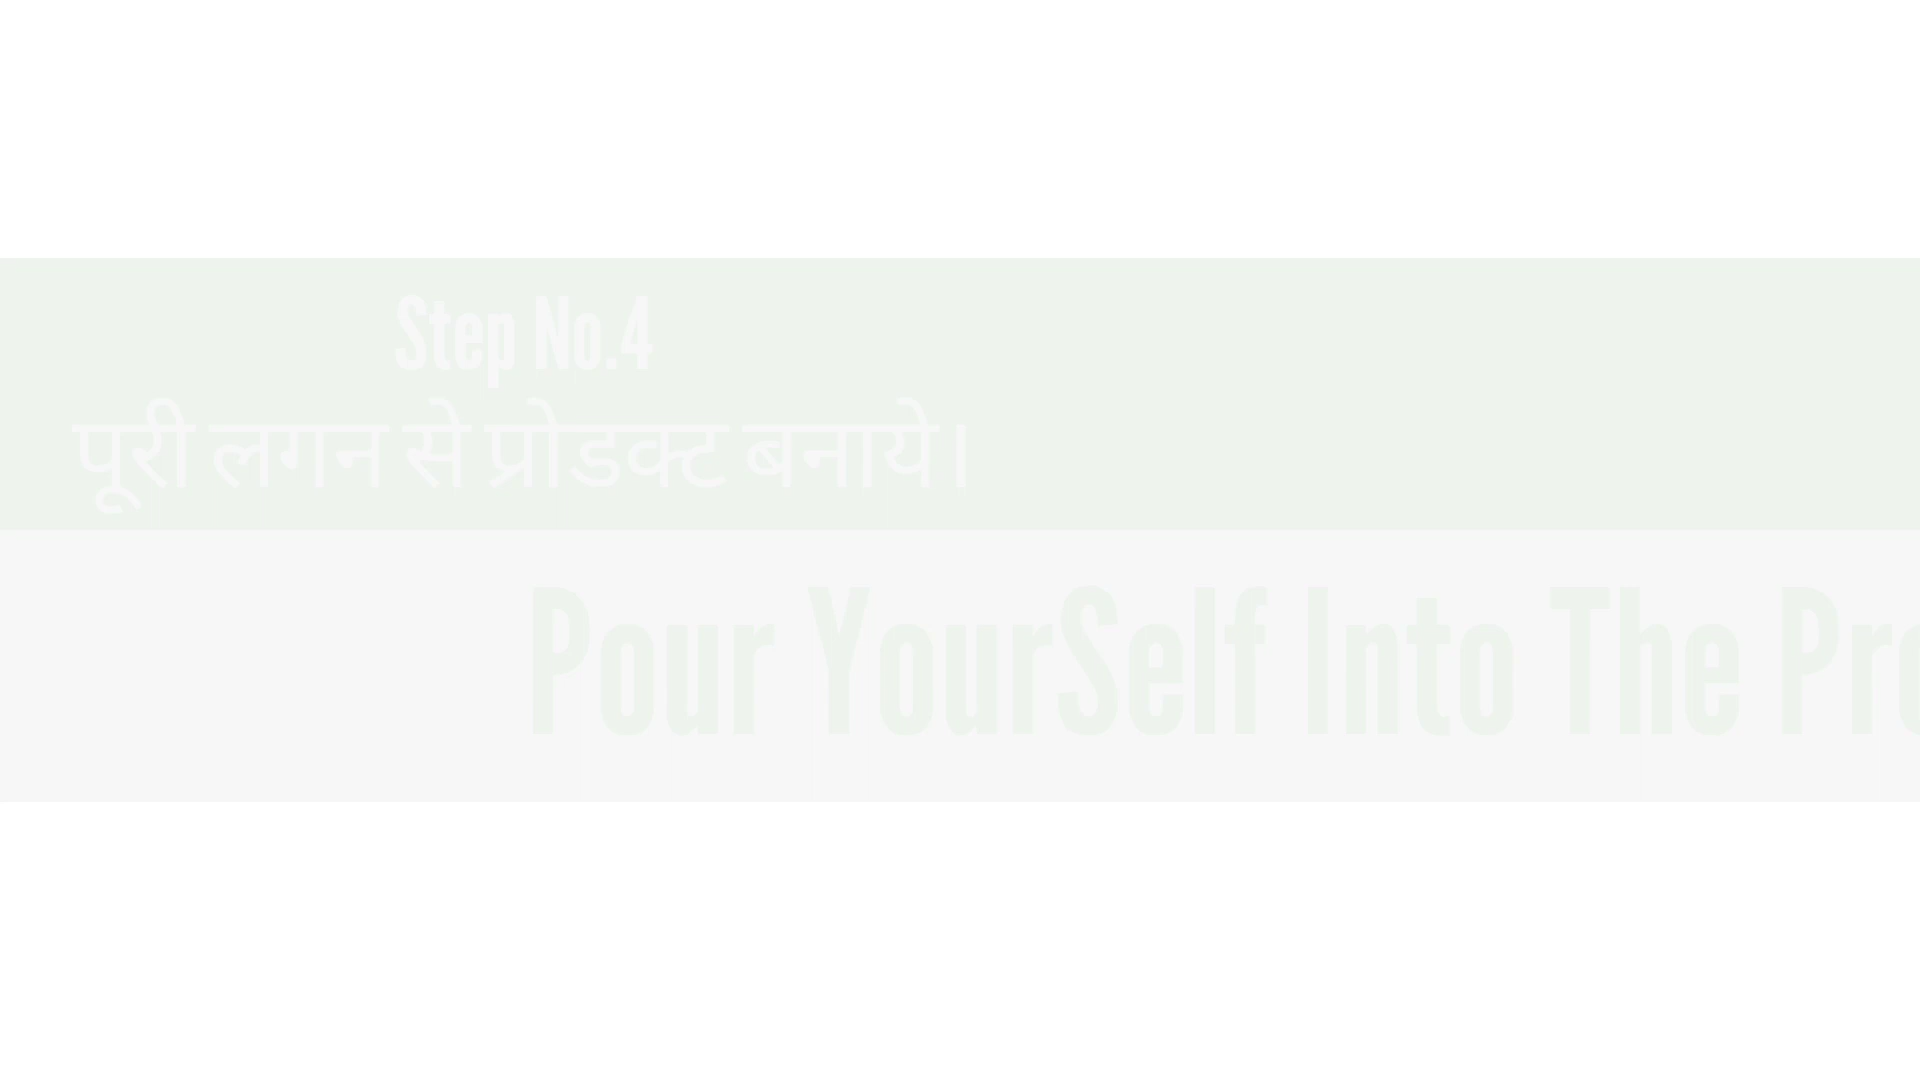 Step No.4
पूरी लगन से प्रोडक्ट बनाये।
Pour YourSelf Into The